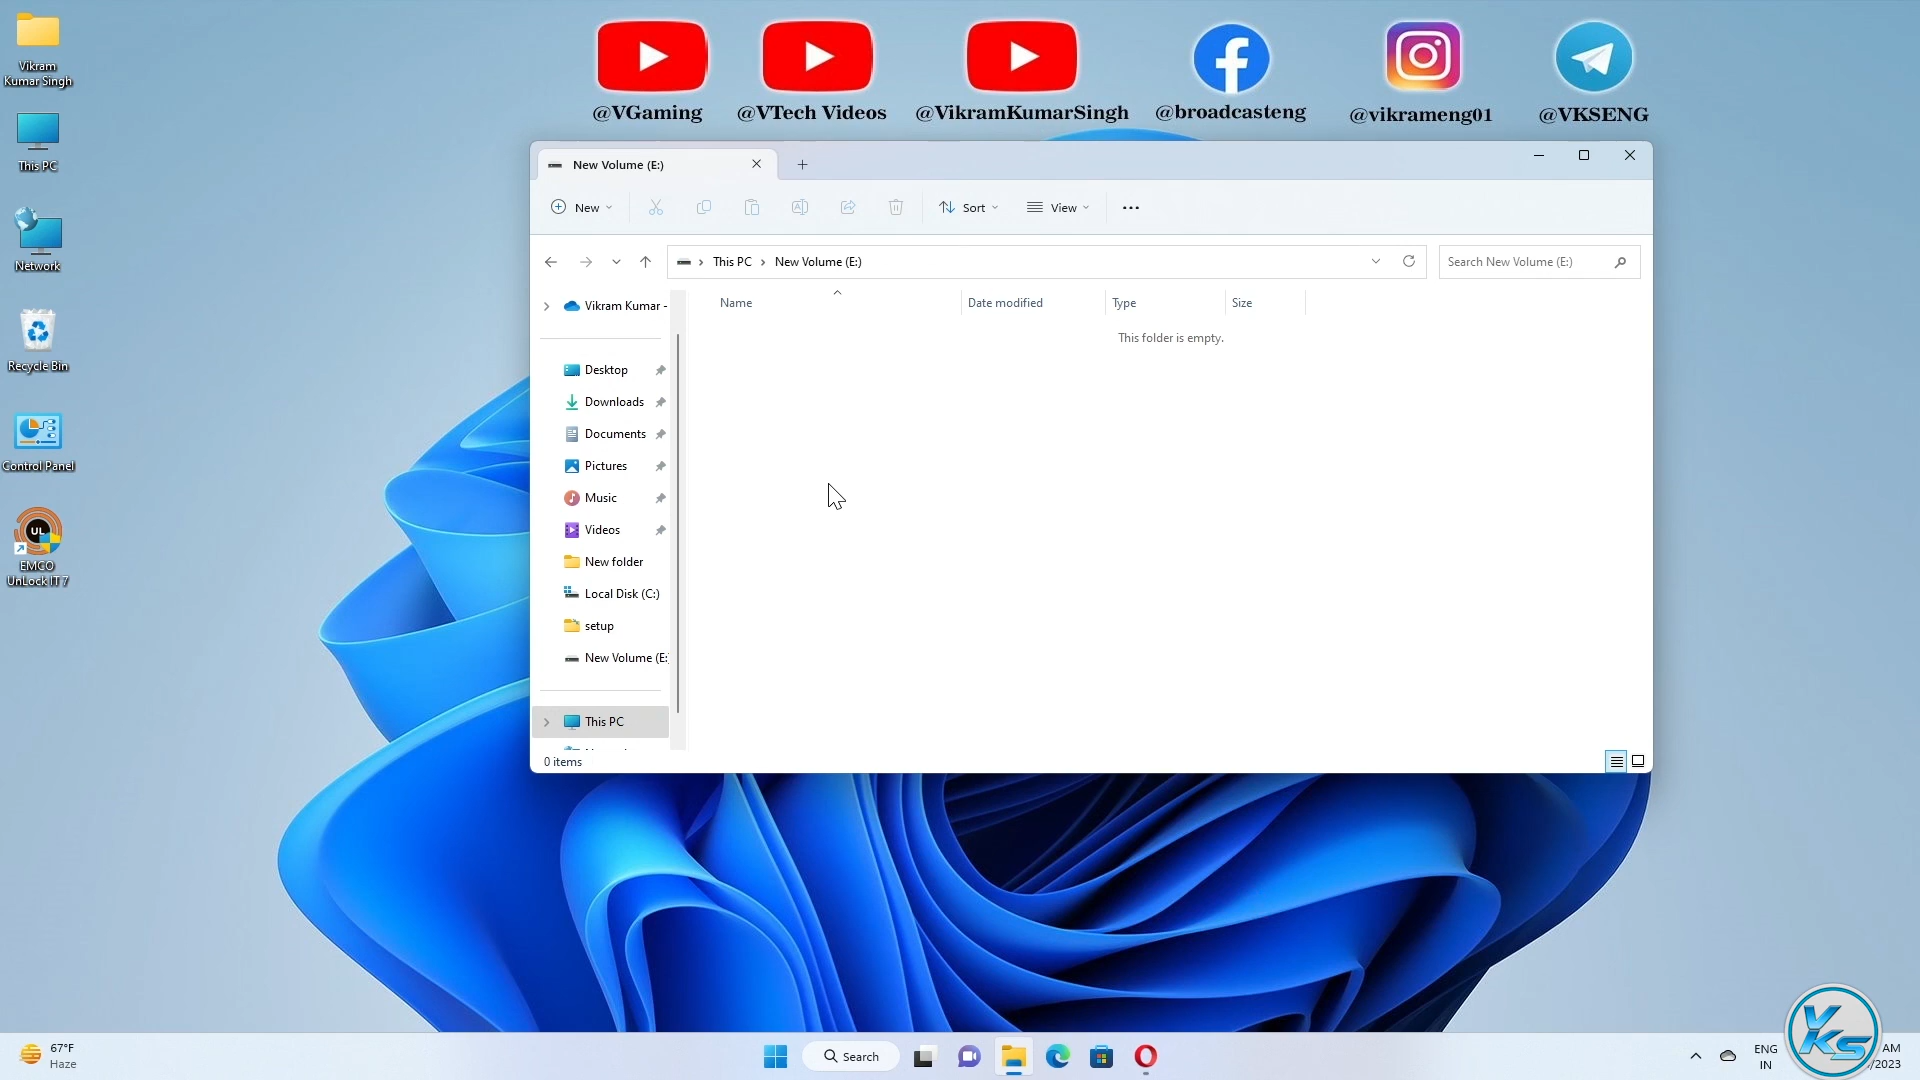 Vikram
Kumar Singh
This PC
Network
Recycle Bin
Control Panel
UL
EMCO
UnLock IT 7
@VGaming
@VTech Videos
@VikramKumarSingh
@broadcasteng
@vikrameng01
@VKSENG
New Volume (E:)
New
Sort
View
This PC
New Volume (E:)
Search New Volume (E:)
Name
Date modified
Type
Size
This folder is empty.
Vikram Kumar -
Desktop
Downloads
Documents
Pictures
Music
Videos
New folder
Local Disk (C:)
setup
New Volume (E:
This PC
0 items
67°F
Haze
Search
ENG
IN
VKS
AM
/2023